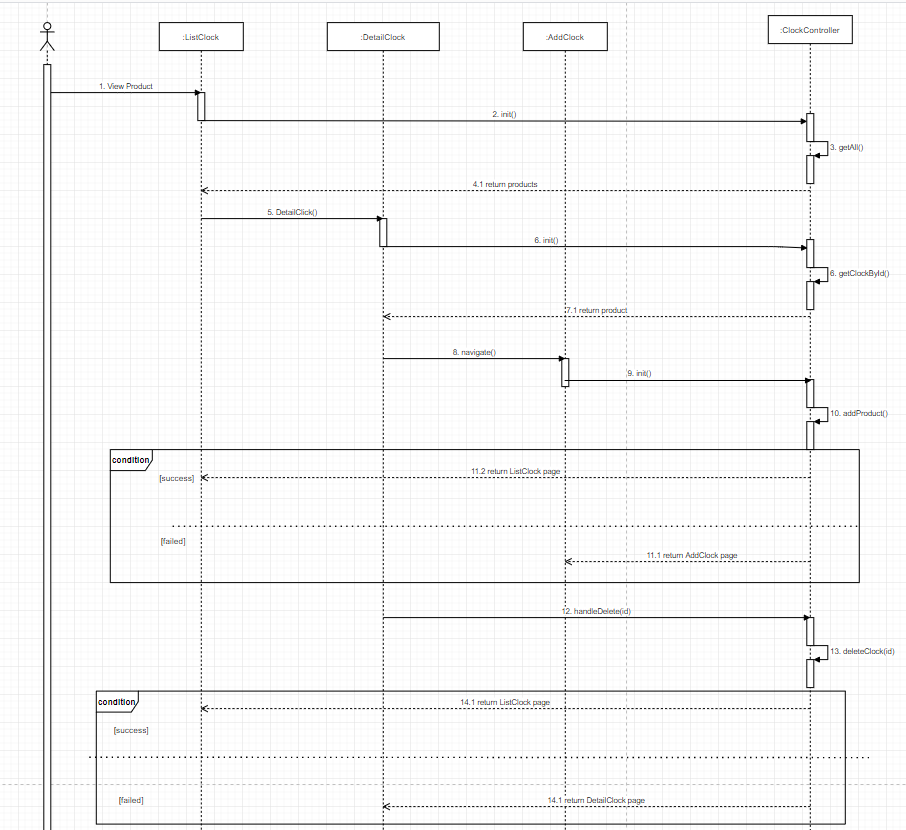 :ListClock
:DetailClock
:AddClock
:ClockController
1. View Product
2. init()
3. getAll()
4.1 return products
5. DetailClick()
6. init()
6. getClockById()
7.1 return product
8. navigate()
9. init()
10. addProduct()
condition
[success]
11.2 return ListClock page
[failed]
11.1 return AddClock page
12. handleDelete(id)
13. deleteClock(id)
condition
14.1 return ListClock page
[success]
[failed]
14.1 return DetailClock page